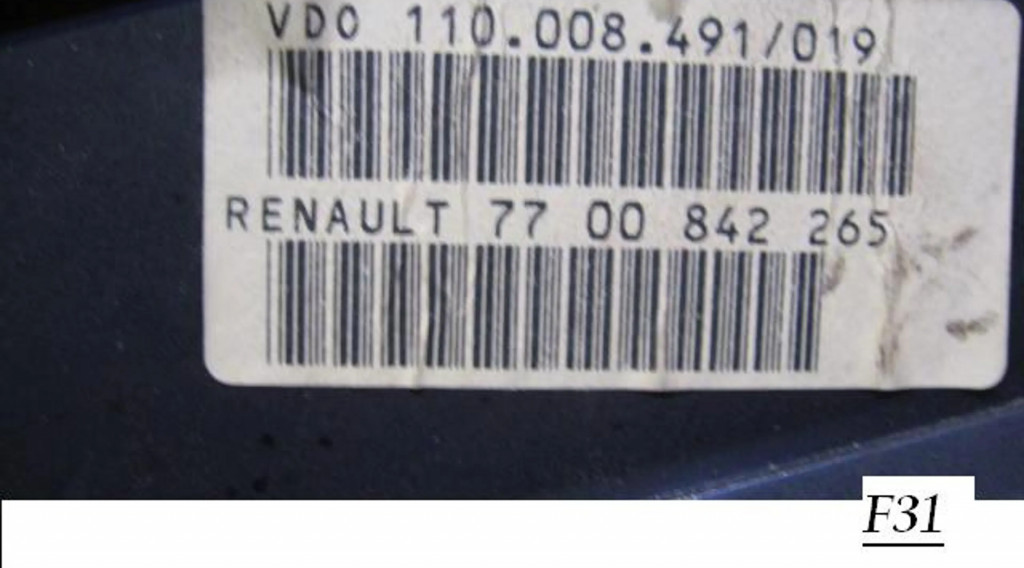 VDO 110.008.491/019
RENAULT 77 00 842 265
F31